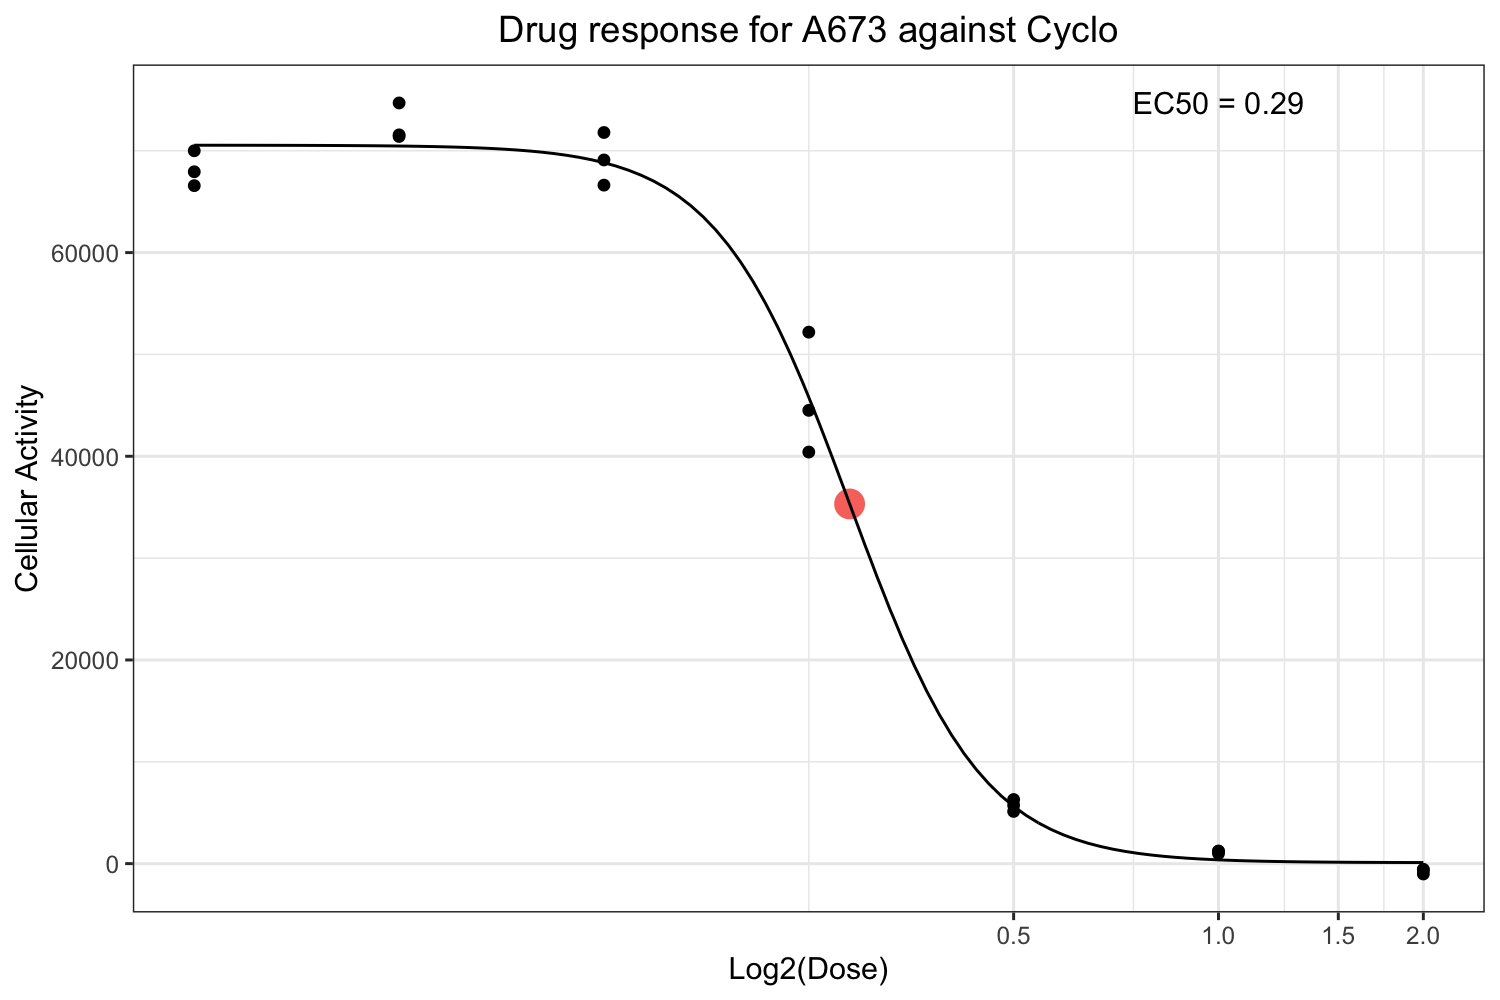 Drug response for A673 against Cyclo
EC50 = 0.29
60000
40000
20000
0
Cellular Activity
0.5 1.0 1.5 2.0
Log2(Dose)